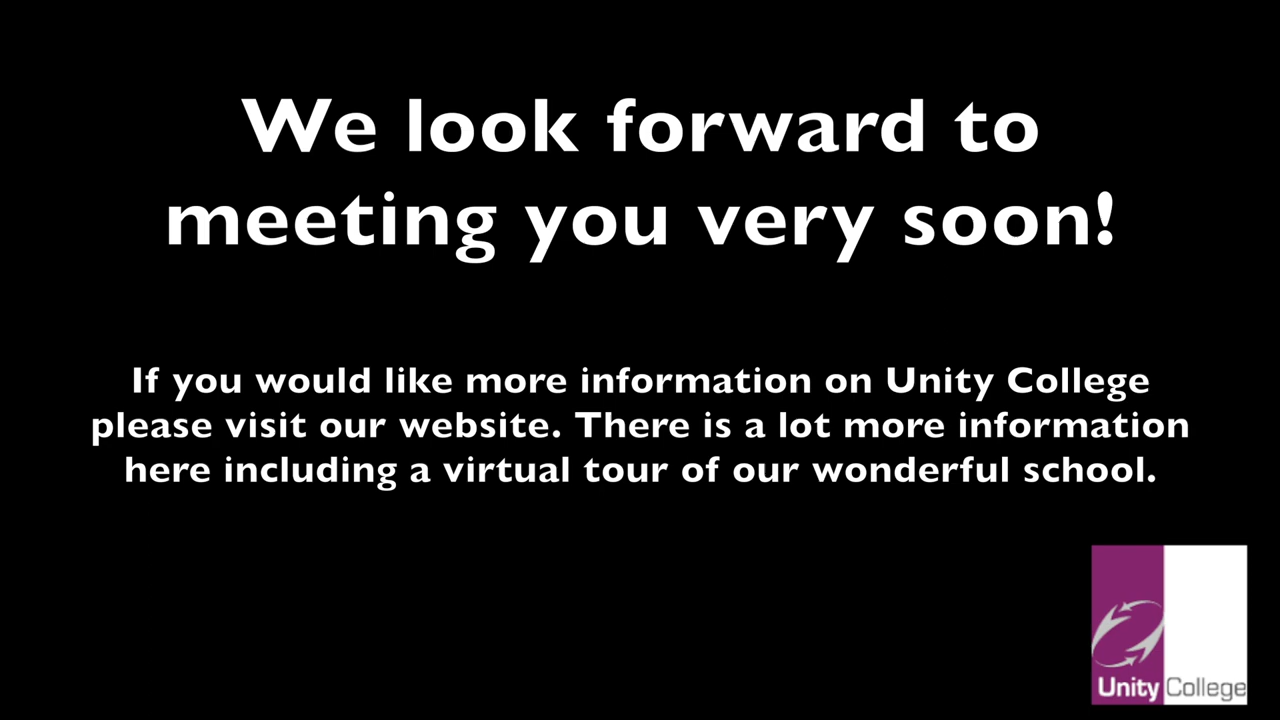 We look forward to
meeting you very soon!
If you would like more information on Unity College
please visit our website. There is a lot more information
here including a virtual tour of our wonderful school.
Unity College